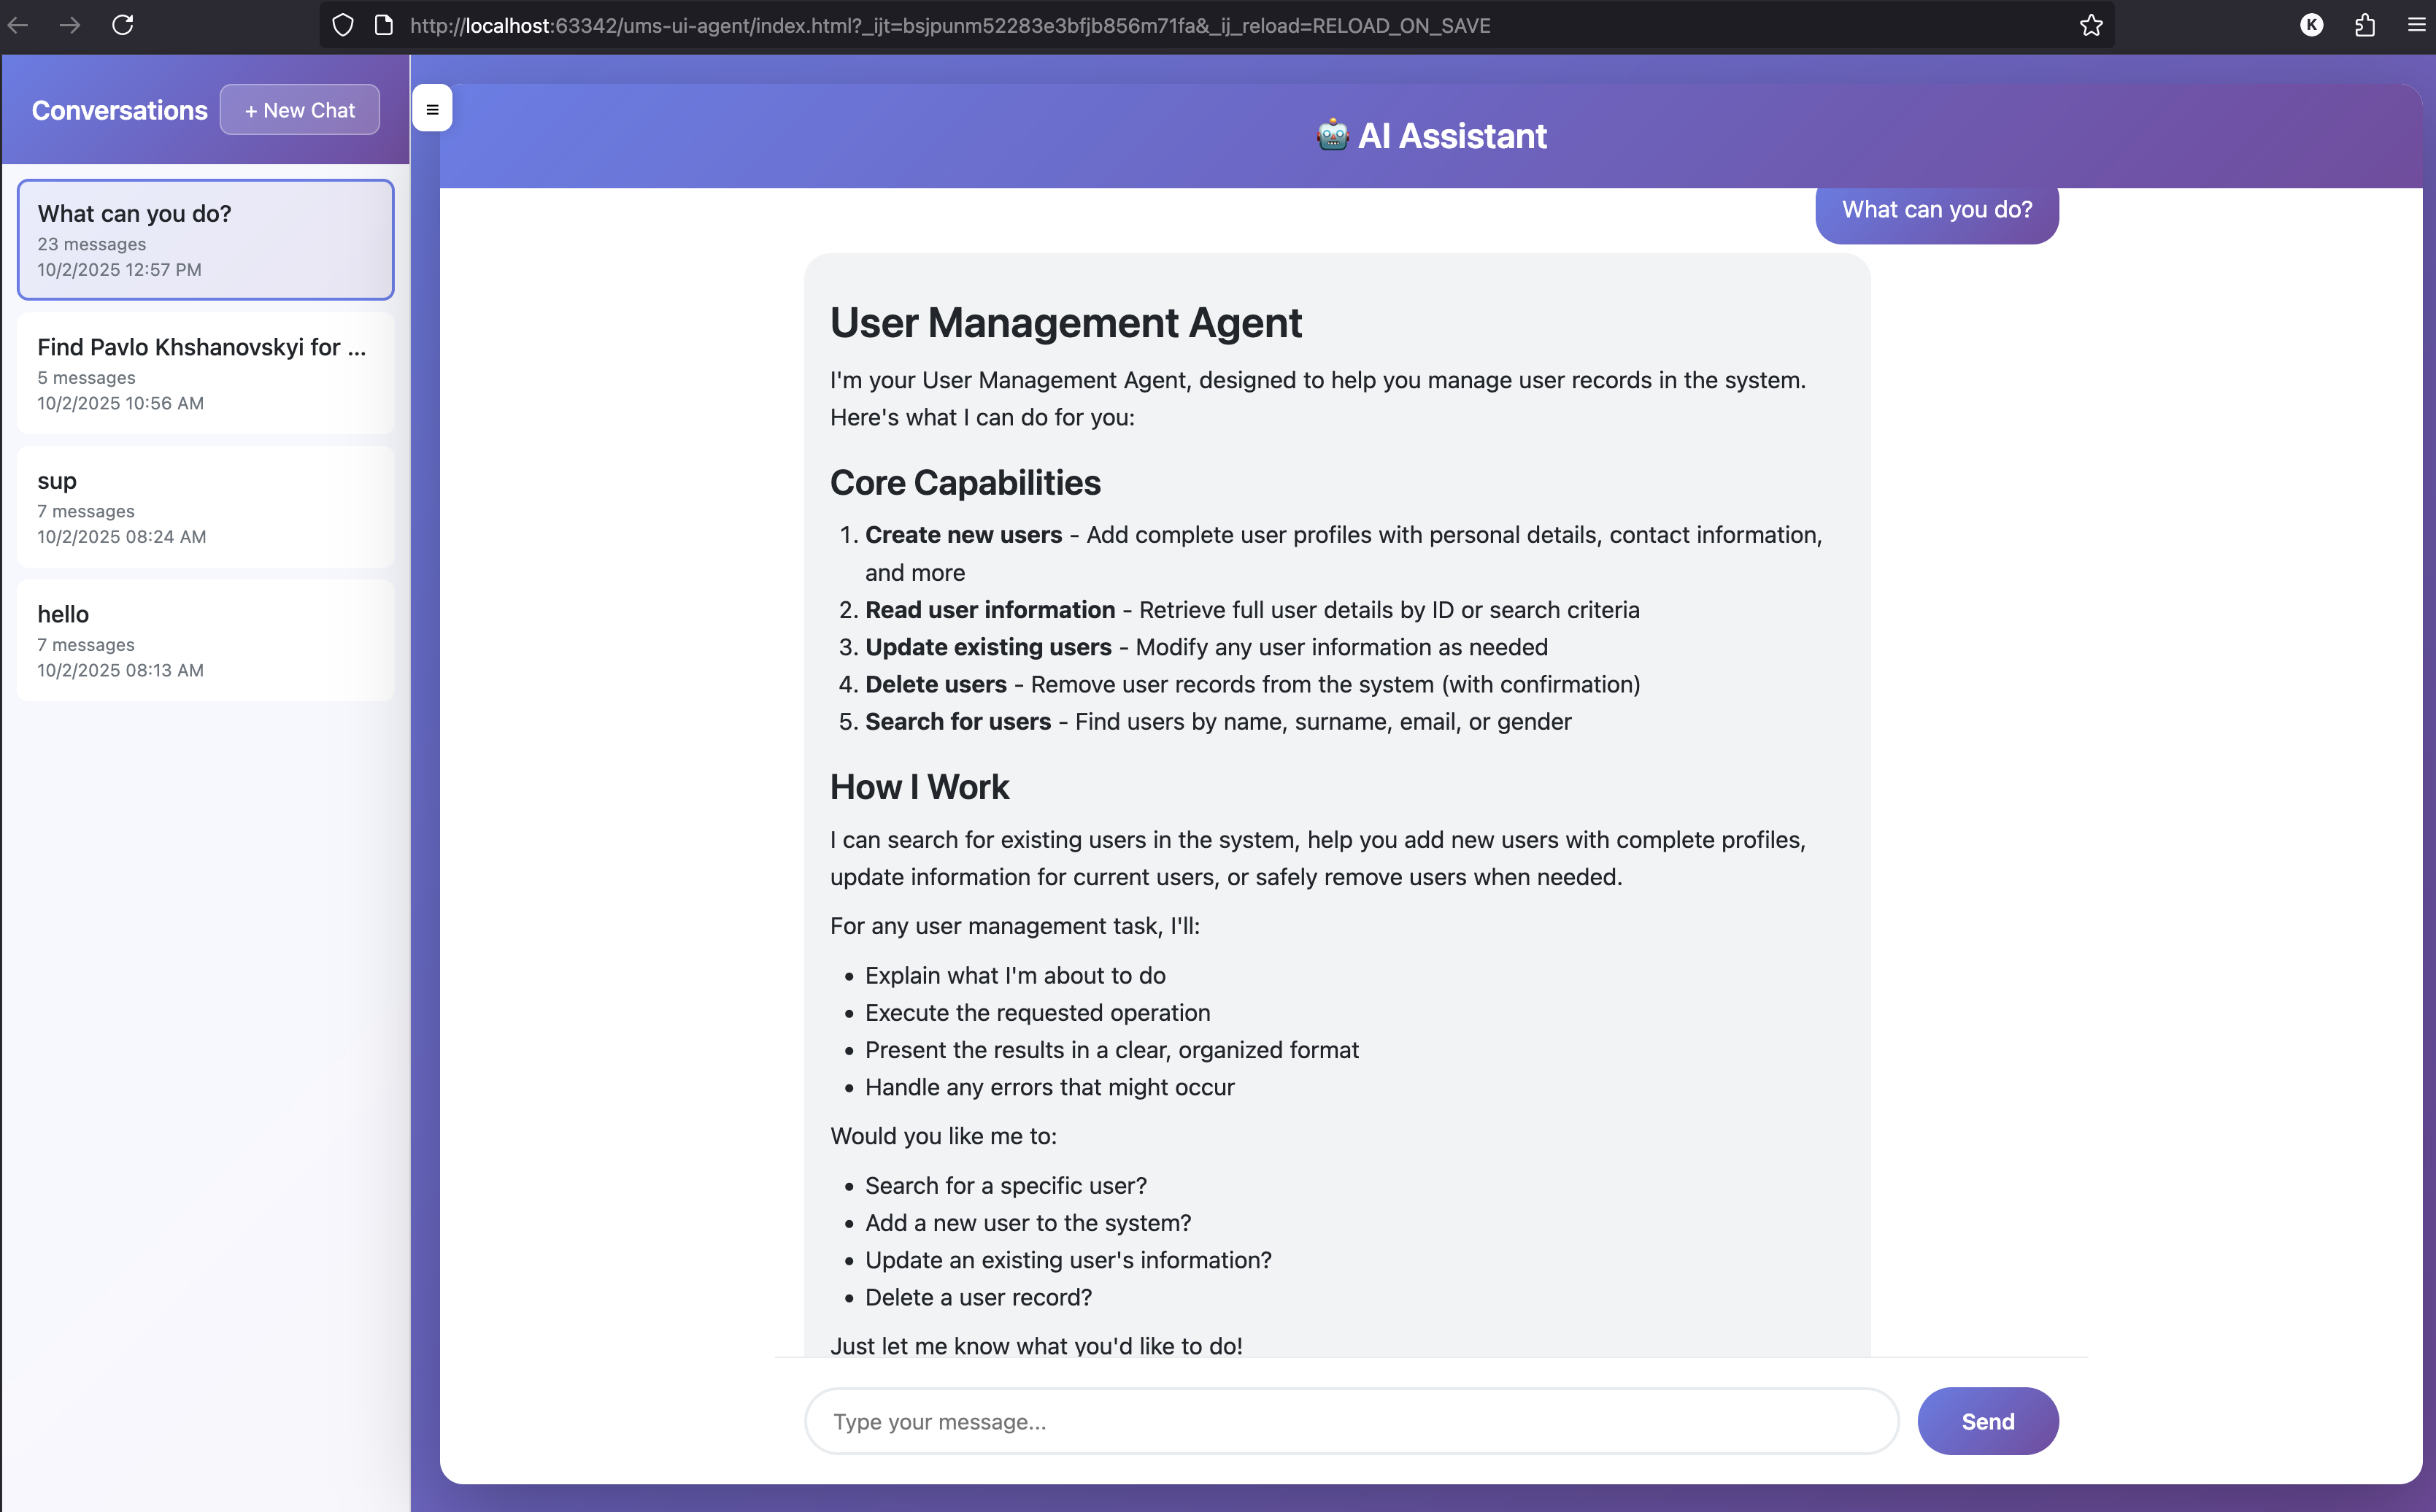 http://localhost:63342/ums-ui-agent/index.html?_ijt=bsjpunm52283e3bfjb856m71fa&_ij_reload=RELOAD_ON_SAVE
K
Conversations
+ New Chat
What can you do?
23 messages
10/2/2025 12:57 PM
Find Pavlo Khshanovskyi for ...
5 messages
10/2/2025 10:56 AM
sup
7 messages
10/2/2025 08:24 AM
hello
7 messages
10/2/2025 08:13 AM
🤖 AI Assistant
What can you do?
User Management Agent
I'm your User Management Agent, designed to help you manage user records in the system.
Here's what I can do for you:
Core Capabilities
1. Create new users - Add complete user profiles with personal details, contact information,
and more
2. Read user information - Retrieve full user details by ID or search criteria
3. Update existing users - Modify any user information as needed
4. Delete users - Remove user records from the system (with confirmation)
5. Search for users - Find users by name, surname, email, or gender
How I Work
I can search for existing users in the system, help you add new users with complete profiles,
update information for current users, or safely remove users when needed.
For any user management task, I'll:
• Explain what I'm about to do
• Execute the requested operation
• Present the results in a clear, organized format
• Handle any errors that might occur
Would you like me to:
• Search for a specific user?
• Add a new user to the system?
• Update an existing user's information?
• Delete a user record?
Just let me know what you'd like to do!
Type your message...
Send